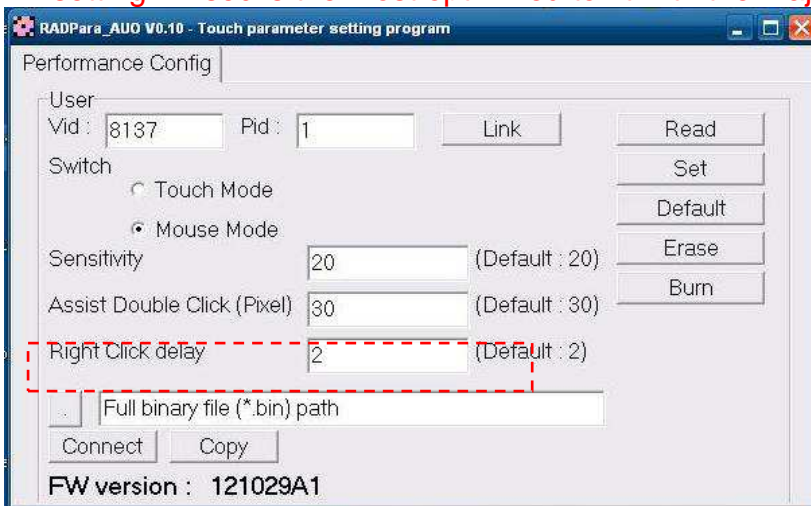 RADPara_AUO V0.10 - Touch parameter setting program
Performance Config
User
Vid : 8137 Pid : 1 Link Read
Switch Set
Touch Mode
Default
Mouse Mode
Sensitivity 20 (Default : 20) Erase
Burn
Assist Double Click (Pixel) 30 (Default : 30)
Right Click delay 2 (Default : 2)
. Full binary file (*.bin) path
Connect Copy
FW version : 121029A1